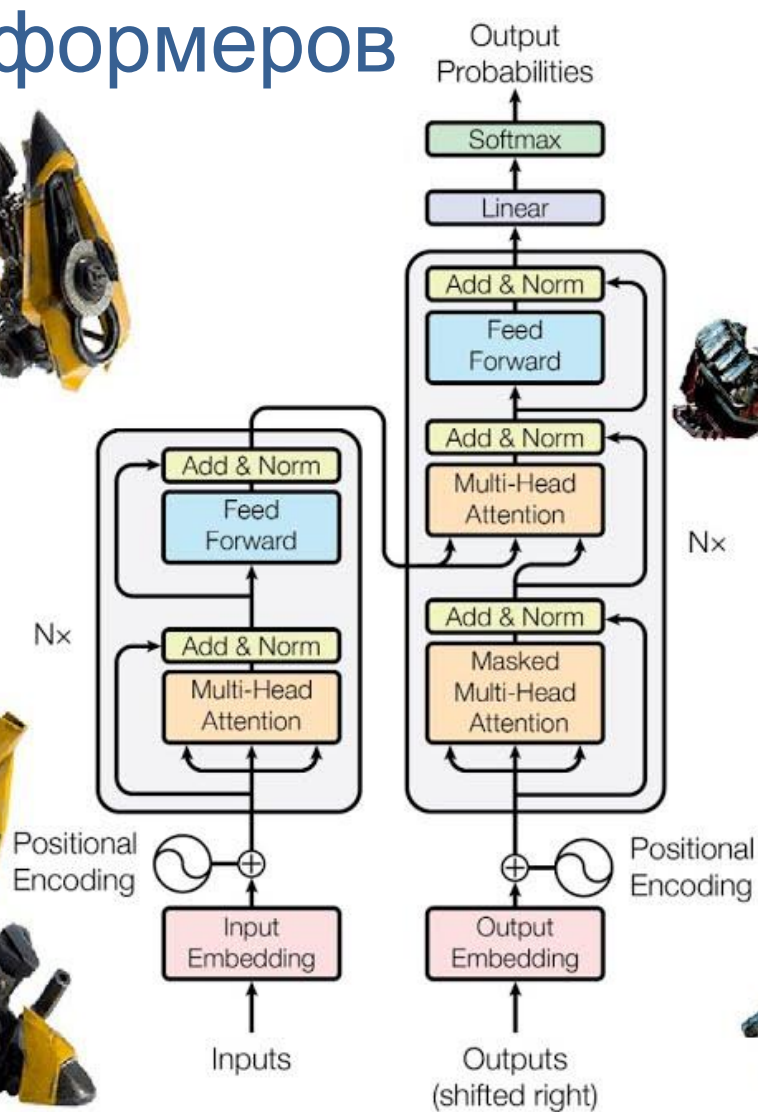 формеров
Output
Probabilities
Softmax
Linear
Add & Norm
Feed
Forward
Add & Norm
Multi-Head
Attention
N×
Add & Norm
Masked
Multi-Head
Attention
Add & Norm
Feed
Forward
N×
Add & Norm
Multi-Head
Attention
Positional
Encoding
Positional
Encoding
Input
Embedding
Output
Embedding
Inputs
Outputs
(shifted right)